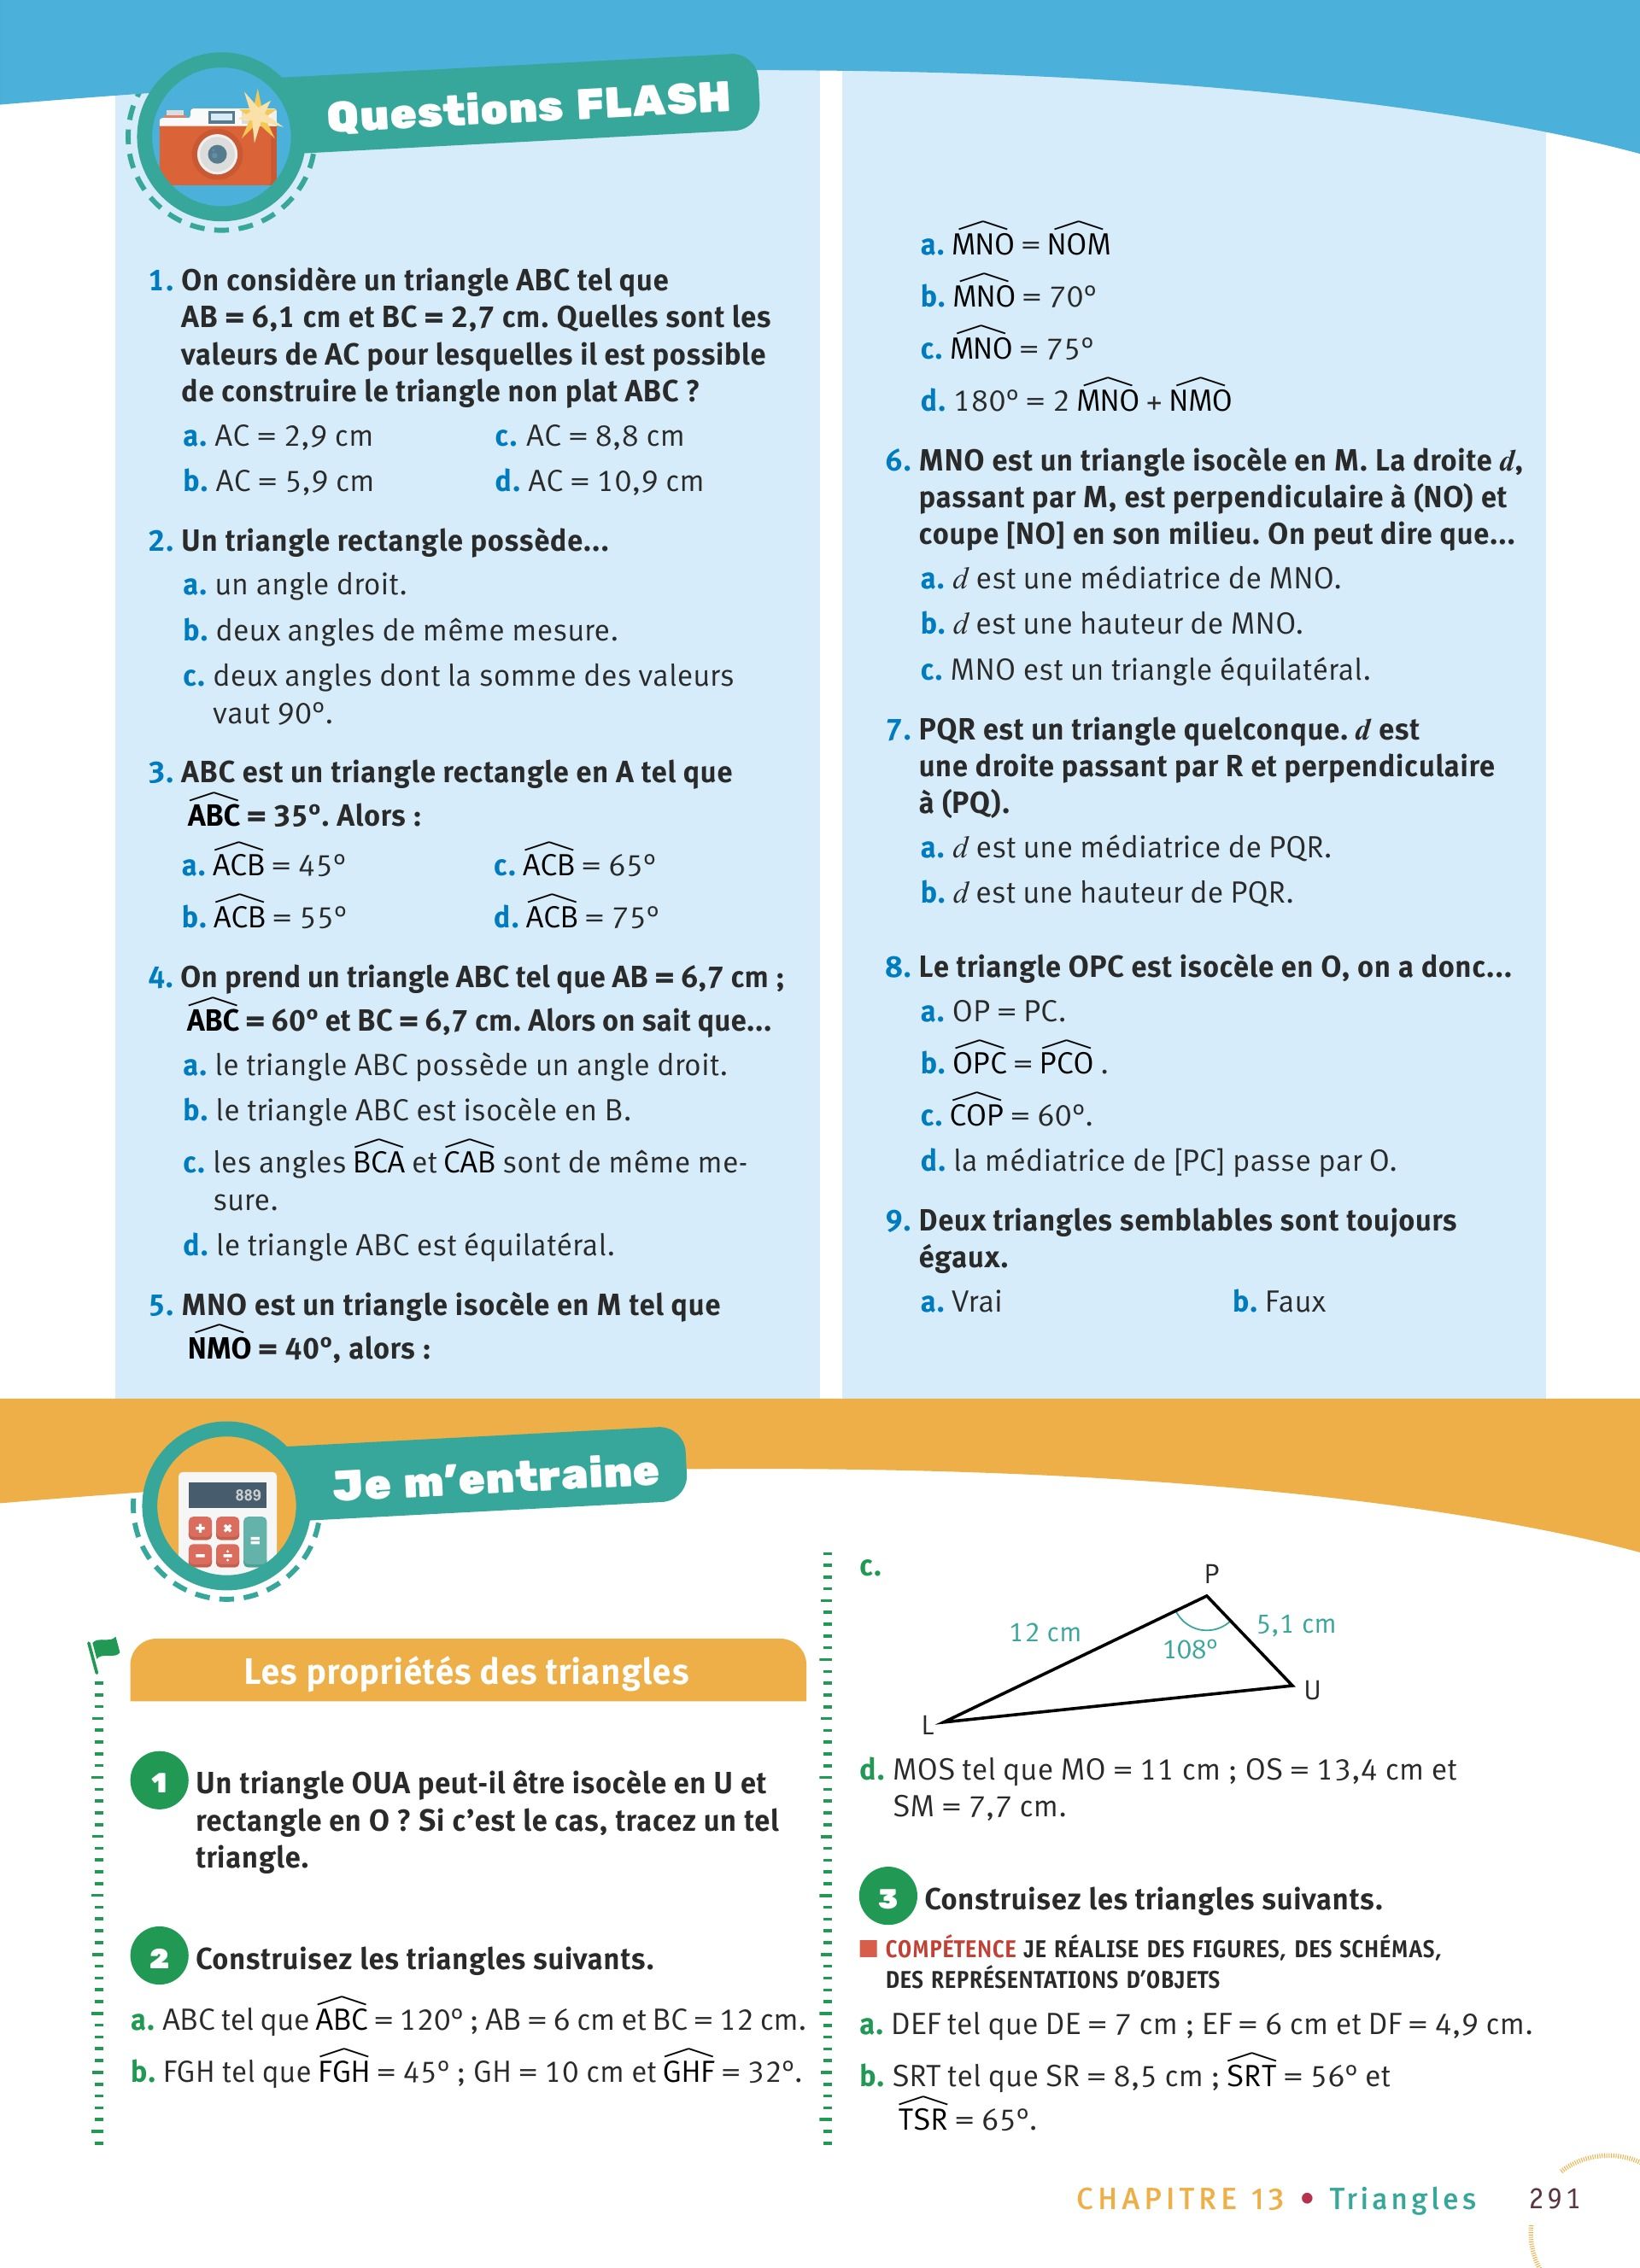 Questions FLASH
1. On considère un triangle ABC tel que
AB = 6,1 cm et BC = 2,7 cm. Quelles sont les
valeurs de AC pour lesquelles il est possible
de construire le triangle non plat ABC ?
a. AC = 2,9 cm
c. AC = 8,8 cm
b. AC = 5,9 cm
d. AC = 10,9 cm
2. Un triangle rectangle possède...
a. un angle droit.
b. deux angles de même mesure.
c. deux angles dont la somme des valeurs
vaut 90º.
3. ABC est un triangle rectangle en A tel que
$\widehat{ABC}$ = 35º. Alors :
a. $\widehat{ACB}$ = 45º
c. $\widehat{ACB}$ = 65º
b. $\widehat{ACB}$ = 55º
d. $\widehat{ACB}$ = 75º
4. On prend un triangle ABC tel que AB = 6,7 cm ;
$\widehat{ABC}$ = 60º et BC = 6,7 cm. Alors on sait que...
a. le triangle ABC possède un angle droit.
b. le triangle ABC est isocèle en B.
c. les angles $\widehat{BCA}$ et $\widehat{CAB}$ sont de même me-
sure.
d. le triangle ABC est équilatéral.
5. MNO est un triangle isocèle en M tel que
$\widehat{NMO}$ = 40º, alors :
a. $\widehat{MNO}$ = $\widehat{NOM}$
b. $\widehat{MNO}$ = 70º
c. $\widehat{MNO}$ = 75º
d. 180º = 2 $\widehat{MNO}$ + $\widehat{NMO}$
6. MNO est un triangle isocèle en M. La droite d,
passant par M, est perpendiculaire à (NO) et
coupe [NO] en son milieu. On peut dire que...
a. d est une médiatrice de MNO.
b. d est une hauteur de MNO.
c. MNO est un triangle équilatéral.
7. PQR est un triangle quelconque. d est
une droite passant par R et perpendiculaire
à (PQ).
a. d est une médiatrice de PQR.
b. d est une hauteur de PQR.
8. Le triangle OPC est isocèle en O, on a donc...
a. OP = PC.
b. $\widehat{OPC}$ = $\widehat{PCO}$ .
c. $\widehat{COP}$ = 60º.
d. la médiatrice de [PC] passe par O.
9. Deux triangles semblables sont toujours
égaux.
a. Vrai
b. Faux
889
+ × − ÷ =
Je m'entraine
Les propriétés des triangles
1 Un triangle OUA peut-il être isocèle en U et
rectangle en O ? Si c'est le cas, tracez un tel
triangle.
2 Construisez les triangles suivants.
a. ABC tel que $\widehat{ABC}$ = 120º ; AB = 6 cm et BC = 12 cm.
b. FGH tel que $\widehat{FGH}$ = 45º ; GH = 10 cm et $\widehat{GHF}$ = 32º.
c.
P
12 cm
5,1 cm
108º
U
L
d. MOS tel que MO = 11 cm ; OS = 13,4 cm et
SM = 7,7 cm.
3 Construisez les triangles suivants.
COMPÉTENCE JE RÉALISE DES FIGURES, DES SCHÉMAS,
DES REPRÉSENTATIONS D'OBJETS
a. DEF tel que DE = 7 cm ; EF = 6 cm et DF = 4,9 cm.
b. SRT tel que SR = 8,5 cm ; $\widehat{SRT}$ = 56º et
$\widehat{TSR}$ = 65º.
CHAPITRE 13 • Triangles 291